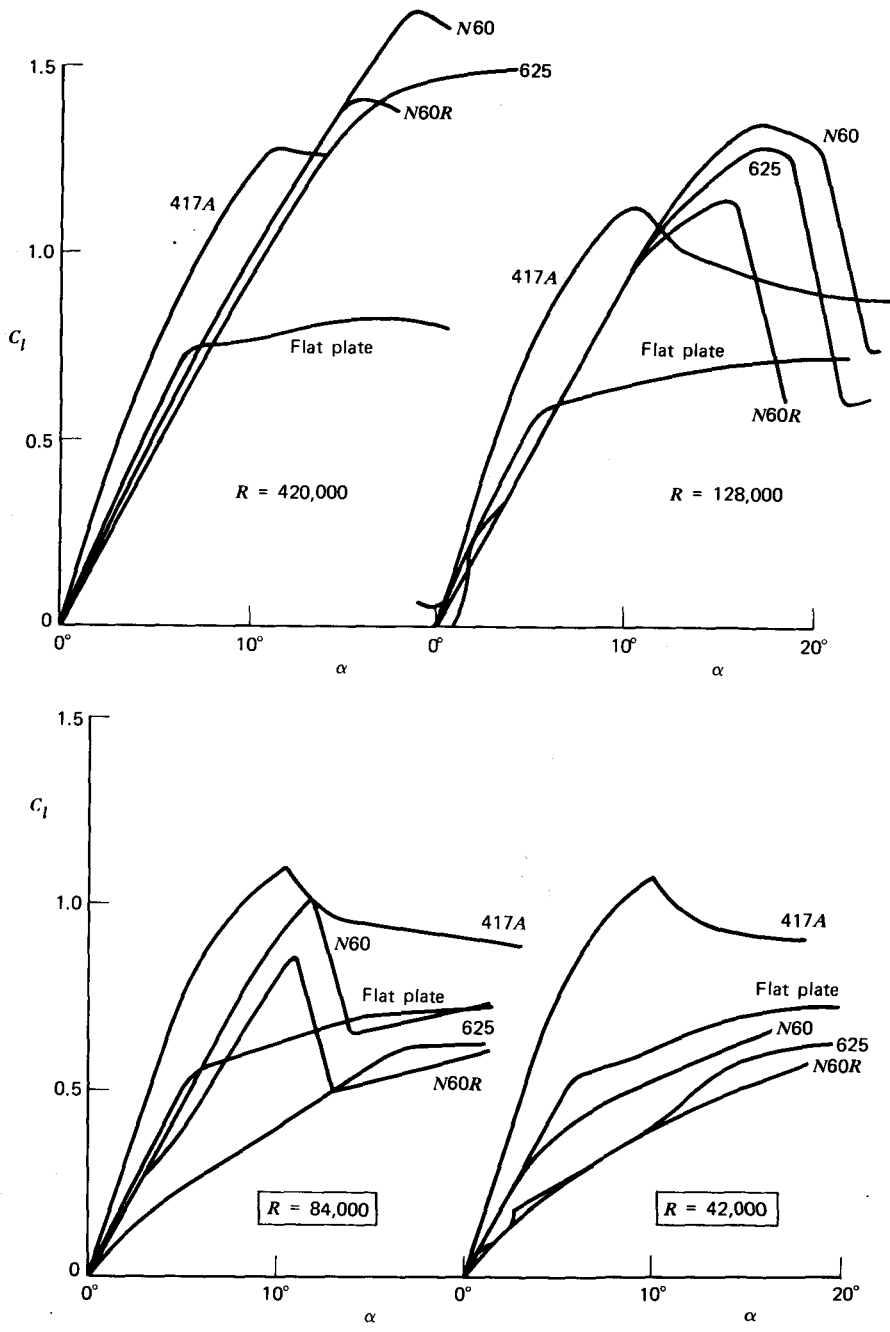 1.5
1.0
0.5
0
C_l
N60
625
N60R
417A
Flat plate
R = 420,000
0°
10°
α
N60
625
417A
Flat plate
N60R
R = 128,000
0°
10°
20°
α
1.5
1.0
0.5
0
C_l
417A
N60
Flat plate
625
N60R
R = 84,000
0°
10°
α
417A
Flat plate
N60
625
N60R
R = 42,000
0°
10°
20°
α